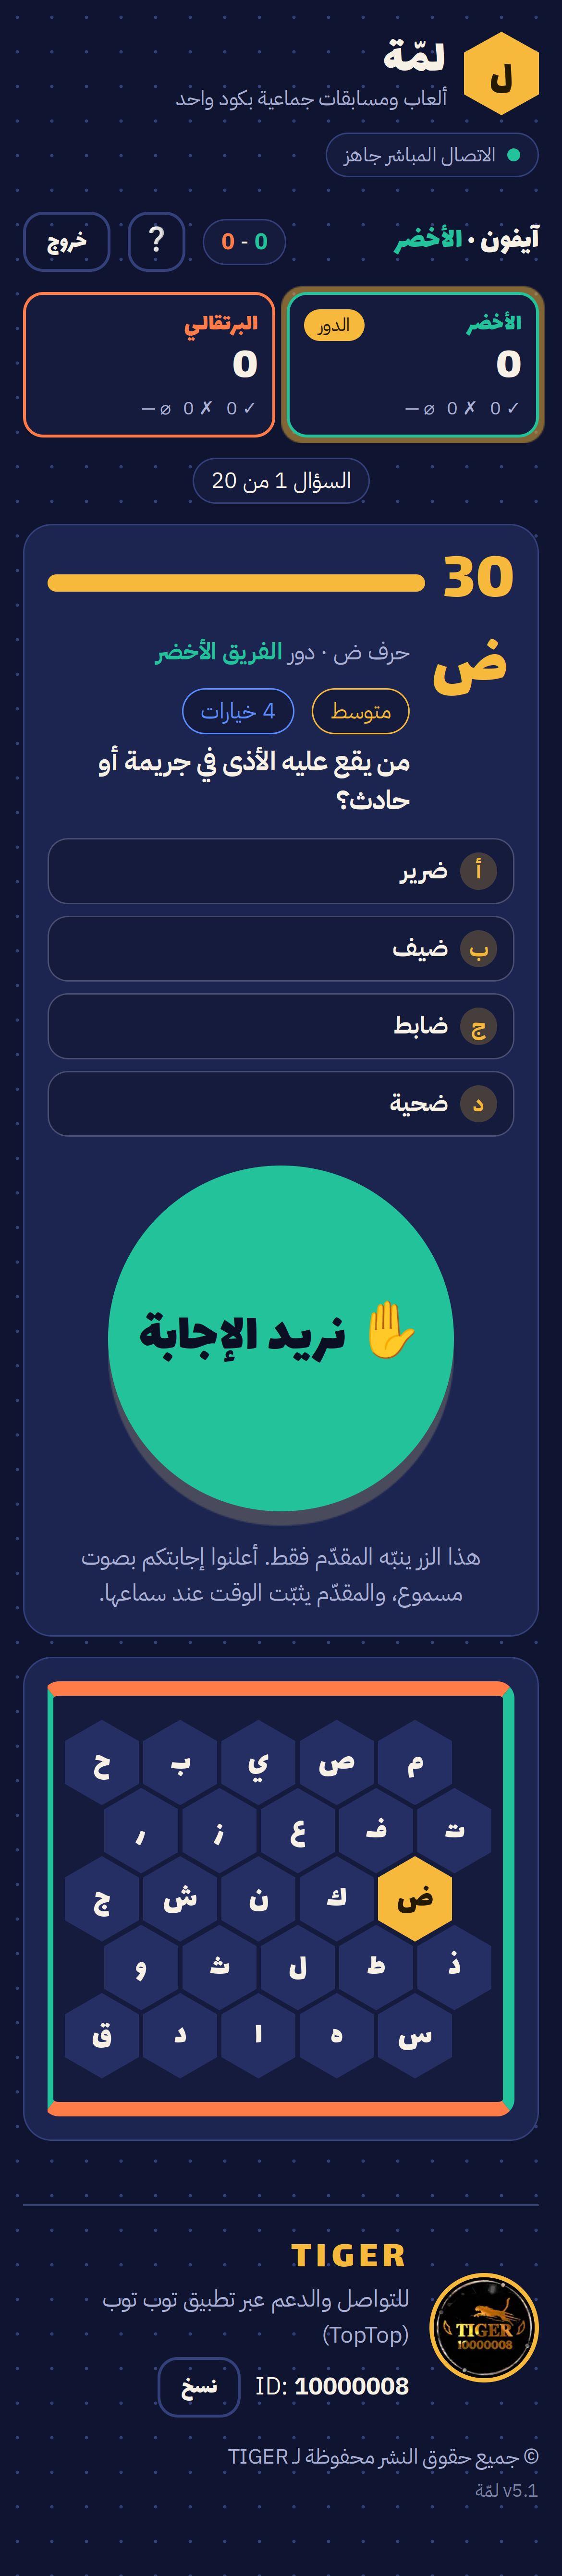 ل
لمّة
ألعاب ومسابقات جماعية بكود واحد
الاتصال المباشر جاهز
آيفون · الأخضر
0 - 0
?
خروج
الأخضر
الدور
0
✓ 0 ✗ 0 ⌀ —
البرتقالي
0
✓ 0 ✗ 0 ⌀ —
السؤال 1 من 20
30
ض
حرف ض · دور الفريق الأخضر
متوسط
4 خيارات
من يقع عليه الأذى في جريمة أو
حادث؟
أ ضرير
ب ضيف
ج ضابط
د ضحية
✋ نريد الإجابة
هذا الزر ينبّه المقدّم فقط. أعلنوا إجابتكم بصوت
مسموع، والمقدّم يثبّت الوقت عند سماعها.
م ص ي ب ح
ت ف ع ز ر
ض ك ن ش ج
ذ ط ل ث و
س ه ا د ق
TIGER
10000008
TIGER
للتواصل والدعم عبر تطبيق توب توب
(TopTop)
ID: 10000008
نسخ
© جميع حقوق النشر محفوظة لـ TIGER
لمّة v5.1